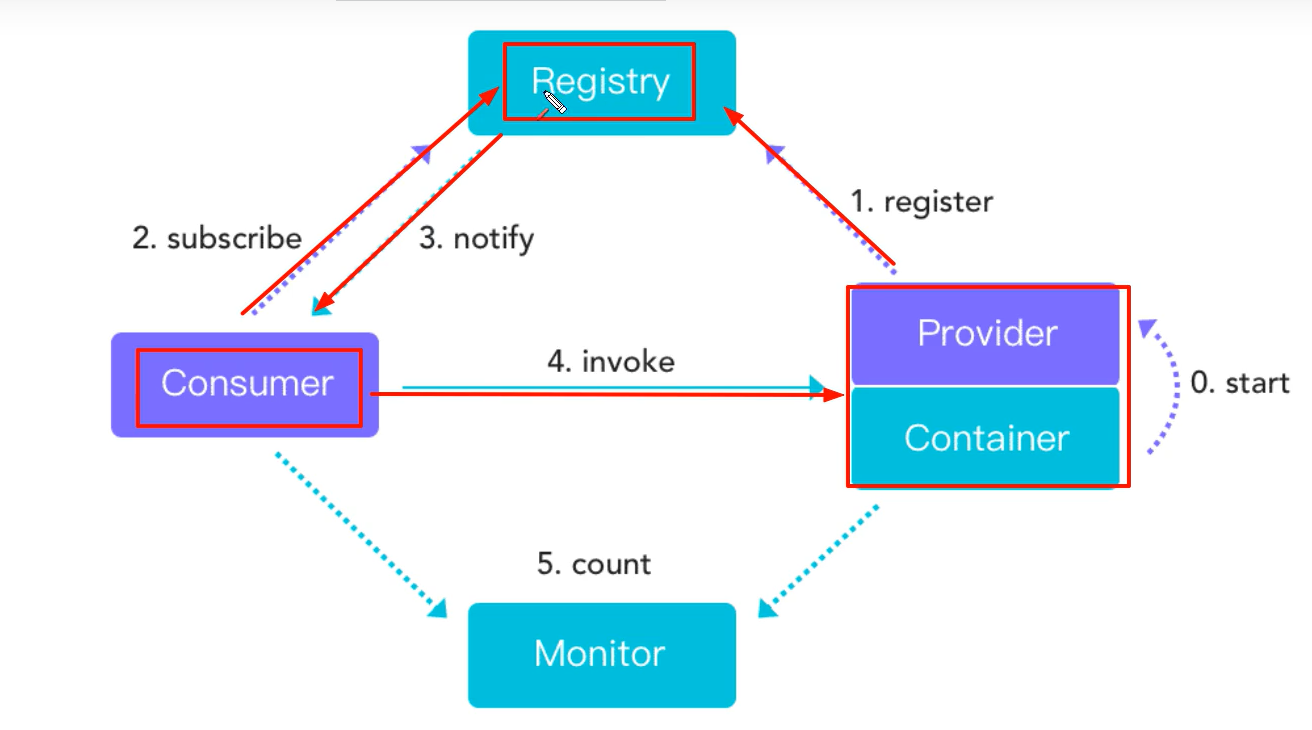 Registry
1. register
2. subscribe
3. notify
Provider
4. invoke
Consumer
0. start
Container
5. count
Monitor